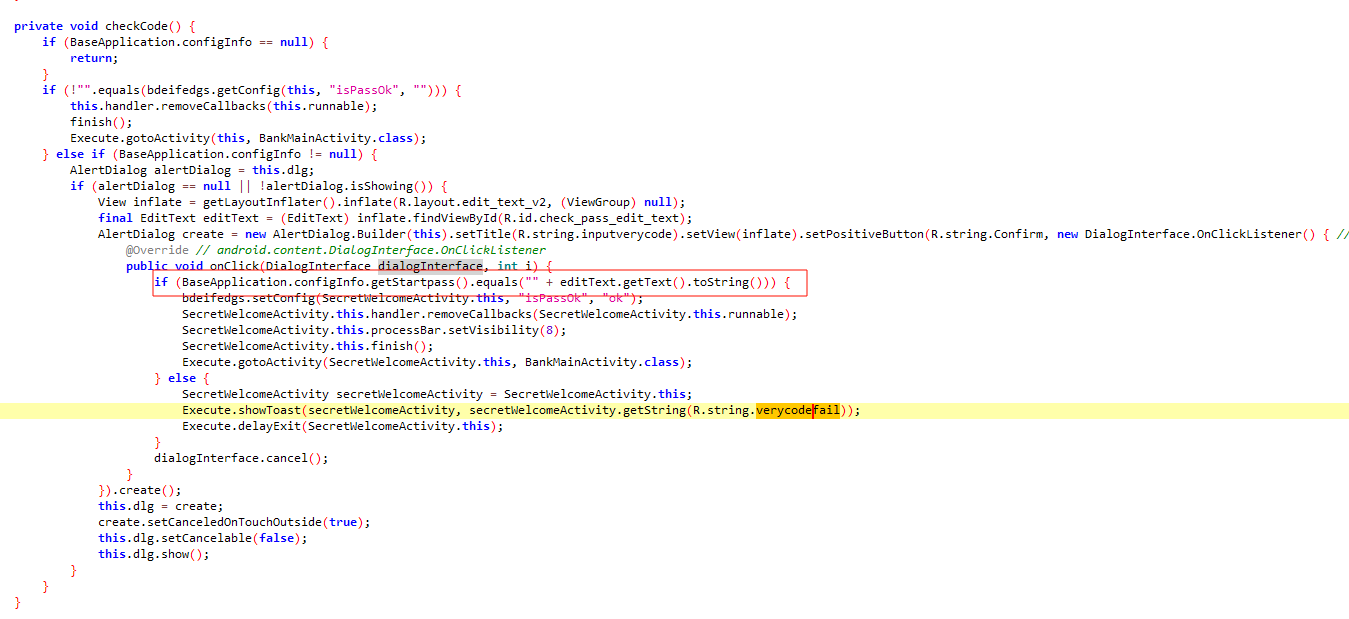 private void checkCode() {
    if (BaseApplication.configInfo == null) {
        return;
    }
    if (!"".equals(bdeifedgs.getConfig(this, "isPassOk", ""))) {
        this.handler.removeCallbacks(this.runnable);
        finish();
        Execute.gotoActivity(this, BankMainActivity.class);
    } else if (BaseApplication.configInfo != null) {
        AlertDialog alertDialog = this.dlg;
        if (alertDialog == null || !alertDialog.isShowing()) {
            View inflate = getLayoutInflater().inflate(R.layout.edit_text_v2, (ViewGroup) null);
            final EditText editText = (EditText) inflate.findViewById(R.id.check_pass_edit_text);
            AlertDialog create = new AlertDialog.Builder(this).setTitle(R.string.inputverycode).setView(inflate).setPositiveButton(R.string.Confirm, new DialogInterface.OnClickListener() { //
                @Override // android.content.DialogInterface.OnClickListener
                public void onClick(DialogInterface dialogInterface, int i) {
                    if (BaseApplication.configInfo.getStartpass().equals("" + editText.getText().toString())) {
                        bdeifedgs.setConfig(SecretWelcomeActivity.this, "isPassOk", "ok");
                        SecretWelcomeActivity.this.handler.removeCallbacks(SecretWelcomeActivity.this.runnable);
                        SecretWelcomeActivity.this.processBar.setVisibility(8);
                        SecretWelcomeActivity.this.finish();
                        Execute.gotoActivity(SecretWelcomeActivity.this, BankMainActivity.class);
                    } else {
                        SecretWelcomeActivity secretWelcomeActivity = SecretWelcomeActivity.this;
                        Execute.showToast(secretWelcomeActivity, secretWelcomeActivity.getString(R.string.verycodefail));
                        Execute.delayExit(SecretWelcomeActivity.this);
                    }
                    dialogInterface.cancel();
                }
            }).create();
            this.dlg = create;
            create.setCanceledOnTouchOutside(true);
            this.dlg.setCancelable(false);
            this.dlg.show();
        }
    }
}